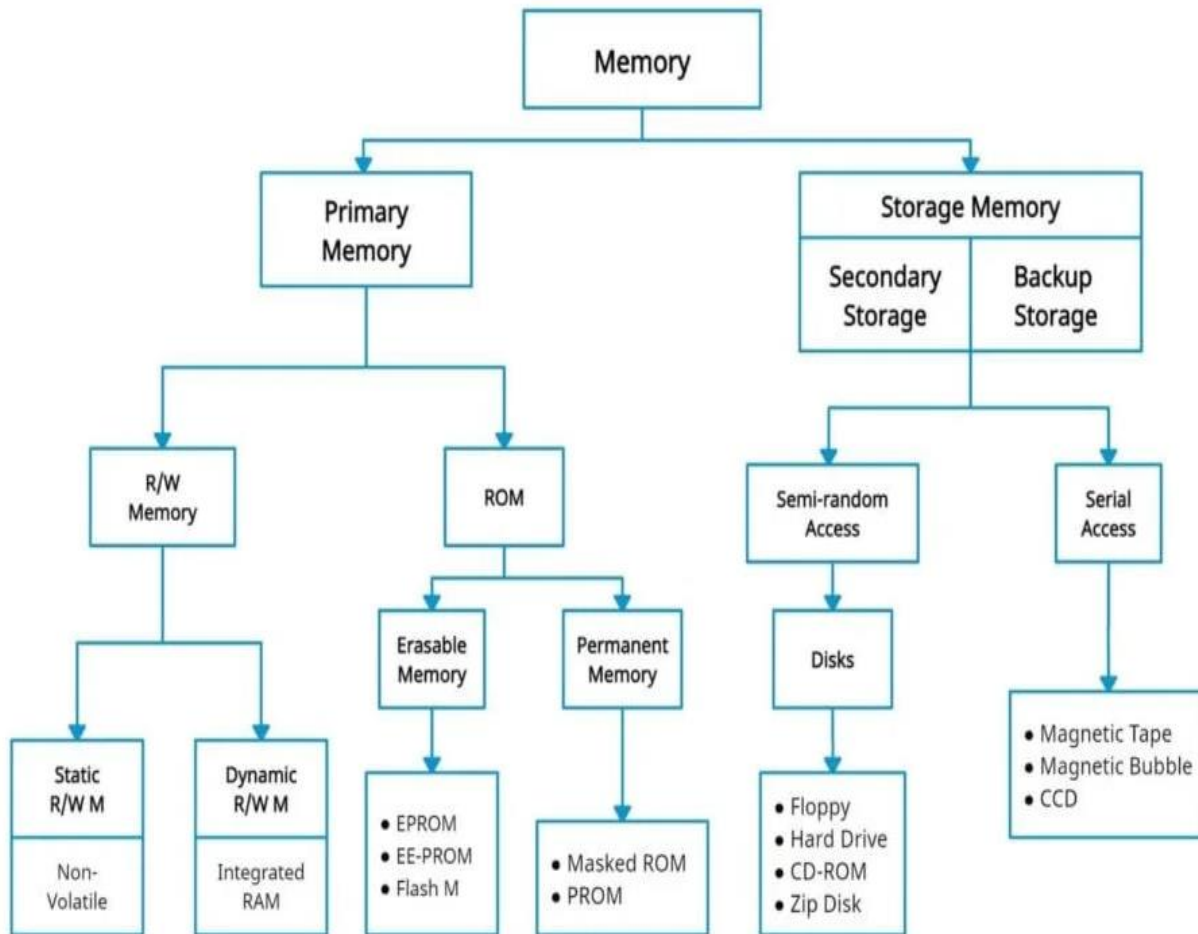 Memory
Primary
Memory
Storage Memory
Secondary
Storage
Backup
Storage
R/W
Memory
ROM
Semi-random
Access
Serial
Access
Erasable
Memory
Permanent
Memory
Disks
Static
R/W M
Non-
Volatile
Dynamic
R/W M
Integrated
RAM
• EPROM
• EE-PROM
• Flash M
• Masked ROM
• PROM
• Floppy
• Hard Drive
• CD-ROM
• Zip Disk
• Magnetic Tape
• Magnetic Bubble
• CCD